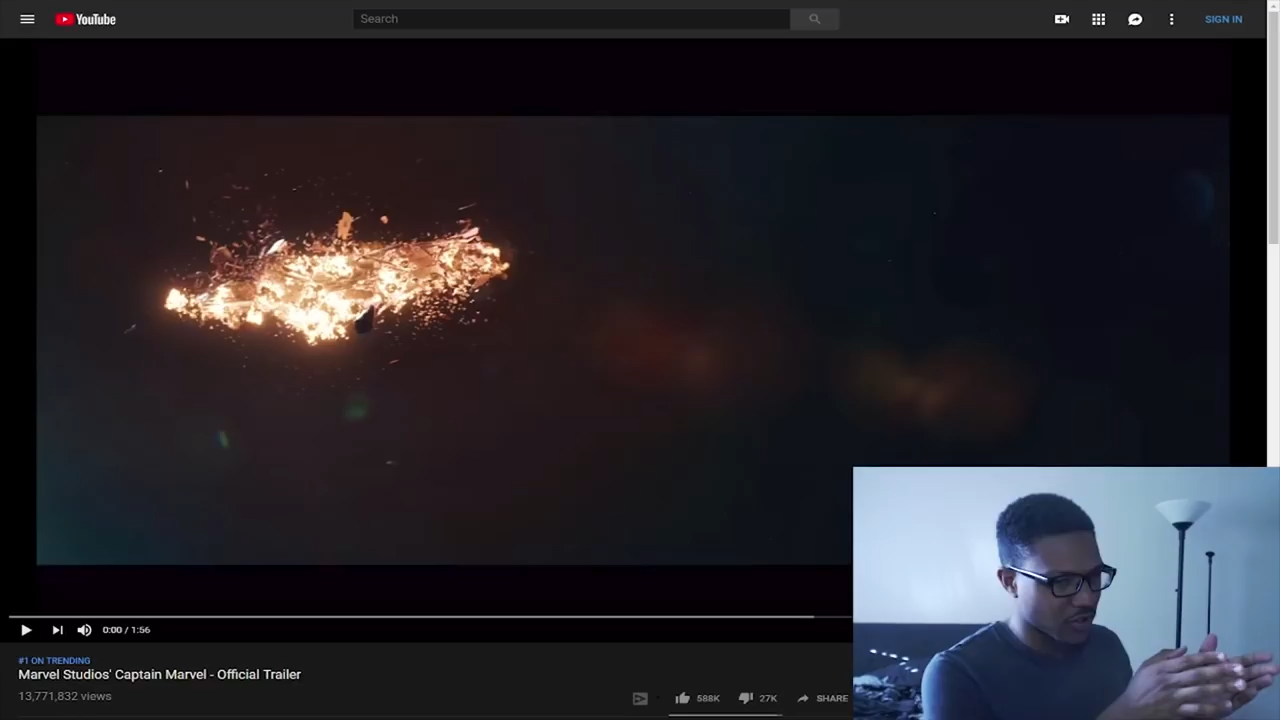 YouTube
Search
SIGN IN
0:00 / 1:56
#1 ON TRENDING
Marvel Studios' Captain Marvel - Official Trailer
13,771,832 views
588K
27K
SHARE